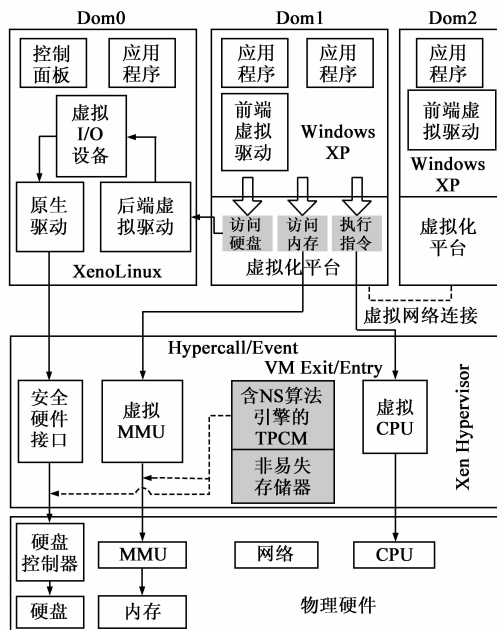 Dom0
Dom1
Dom2
控制
面板
应用
程序
虚拟
I/O
设备
原生
驱动
后端虚
拟驱动
XenoLinux
应用
程序
应用
程序
前端
虚拟
驱动
Windows
XP
访问
硬盘
访问
内存
执行
指令
虚拟化平台
应用
程序
前端虚
拟驱动
Windows
XP
虚拟化
平台
虚拟网络连接
Hypercall/Event
VM Exit/Entry
安全
硬件
接口
虚拟
MMU
含NS算法
引擎的
TPCM
非易失
存储器
虚拟
CPU
Xen Hypervisor
硬盘
控制器
MMU
网络
CPU
硬盘
内存
物理硬件